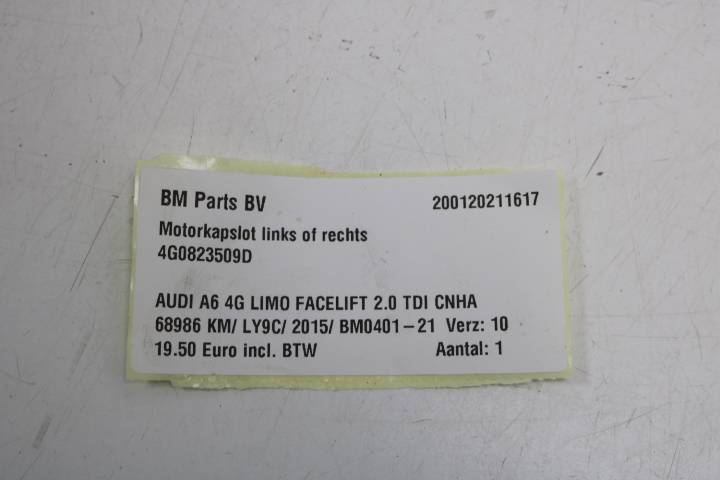 BM Parts BV 200120211617
Motorkapslot links of rechts
4G0823509D
AUDI A6 4G LIMO FACELIFT 2.0 TDI CNHA
68986 KM/ LY9C/ 2015/ BM0401-21 Verz: 10
19.50 Euro incl. BTW Aantal: 1